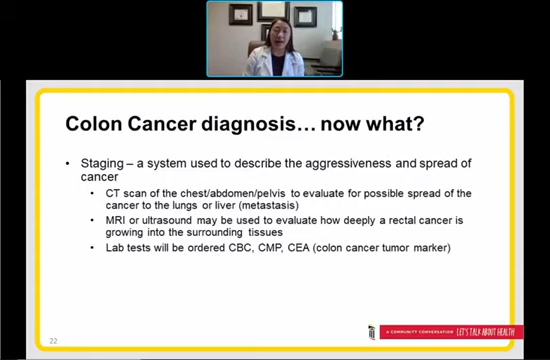 Colon Cancer diagnosis... now what?
• Staging – a system used to describe the aggressiveness and spread of
cancer
• CT scan of the chest/abdomen/pelvis to evaluate for possible spread of the
cancer to the lungs or liver (metastasis)
• MRI or ultrasound may be used to evaluate how deeply a rectal cancer is
growing into the surrounding tissues
• Lab tests will be ordered CBC, CMP, CEA (colon cancer tumor marker)
22
A COMMUNITY CONVERSATION LET'S TALK ABOUT HEALTH